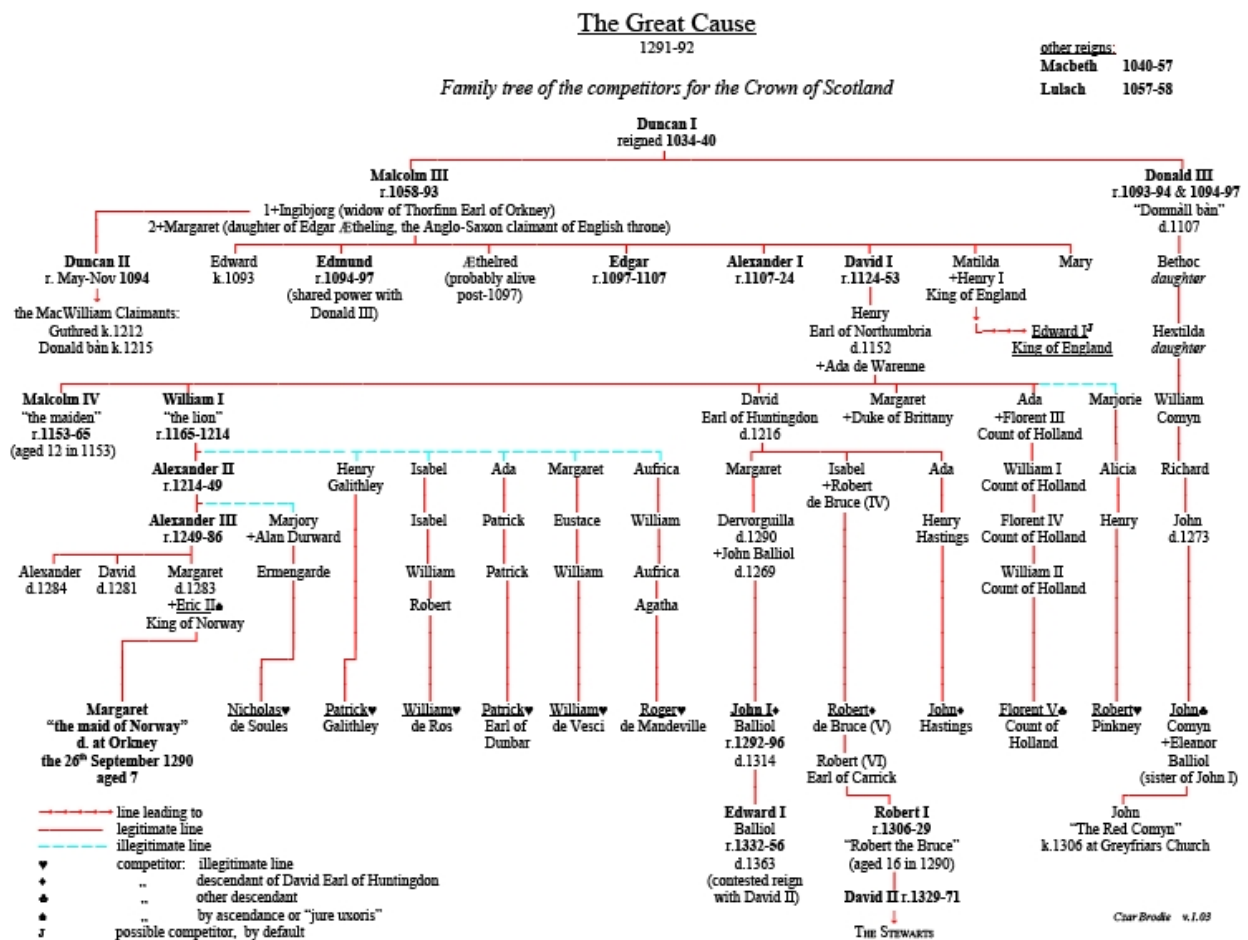 The Great Cause
1291-92
other reigns:
Macbeth 1040-57
Lulach 1057-58
Family tree of the competitors for the Crown of Scotland
Duncan I
reigned 1034-40
Malcolm III
r.1058-93
1+Ingibjorg (widow of Thorfinn Earl of Orkney)
2+Margaret (daughter of Edgar Ætheling, the Anglo-Saxon claimant of English throne)
Donald III
r.1093-94 & 1094-97
“Domnàll bàn”
d.1107
Duncan II
r. May-Nov 1094
the MacWilliam Claimants:
Guthred k.1212
Donald bàn k.1215
Edward
k.1093
Edmund
r.1094-97
(shared power with
Donald III)
Æthelred
(probably alive
post-1097)
Edgar
r.1097-1107
Alexander I
r.1107-24
David I
r.1124-53
Henry
Earl of Northumbria
d.1152
+Ada de Warenne
Matilda
+Henry I
King of England
Edward I J
King of England
Mary
Bethoc
daughter
Hextilda
daughter
Malcolm IV
“the maiden”
r.1153-65
(aged 12 in 1153)
William I
“the lion”
r.1165-1214
David
Earl of Huntingdon
d.1216
Margaret
+Duke of Brittany
Ada
+Florent III
Count of Holland
Marjorie
William
Comyn
Alexander II
r.1214-49
Henry
Galithley
Isabel
Ada
Margaret
Aufrica
Margaret
Isabel
+Robert
de Bruce (IV)
Ada
William I
Count of Holland
Alicia
Richard
Alexander III
r.1249-86
Marjory
+Alan Durward
Isabel
Patrick
Eustace
William
Dervorguilla
d.1290
+John Balliol
d.1269
Henry
Hastings
Florent IV
Count of Holland
Henry
John
d.1273
Alexander
d.1284
David
d.1281
Margaret
d.1283
+Eric II♠
King of Norway
Ermengarde
William
Robert
Patrick
William
Aufrica
Agatha
William II
Count of Holland
Margaret
“the maid of Norway”
d. at Orkney
the 26th September 1290
aged 7
Nicholas♥
de Soules
Patrick♥
Galithley
William♥
de Ros
Patrick♥
Earl of
Dunbar
William♥
de Vesci
Roger♥
de Mandeville
John I♦
Balliol
r.1292-96
d.1314
Robert♦
de Bruce (V)
Robert (VI)
Earl of Carrick
John♦
Hastings
Florent V♣
Count of
Holland
Robert♥
Pinkney
John♣
Comyn
+Eleanor
Balliol
(sister of John I)
Edward I
Balliol
r.1332-56
d.1363
(contested reign
with David II)
Robert I
r.1306-29
“Robert the Bruce”
(aged 16 in 1290)
David II r.1329-71
THE STEWARTS
John
“The Red Comyn”
k.1306 at Greyfriars Church
line leading to
legitimate line
illegitimate line
♥ competitor: illegitimate line
♦ „ descendant of David Earl of Huntingdon
♣ „ other descendant
♠ „ by ascendance or “jure uxoris”
J possible competitor, by default
Czar Brodie v.1.03